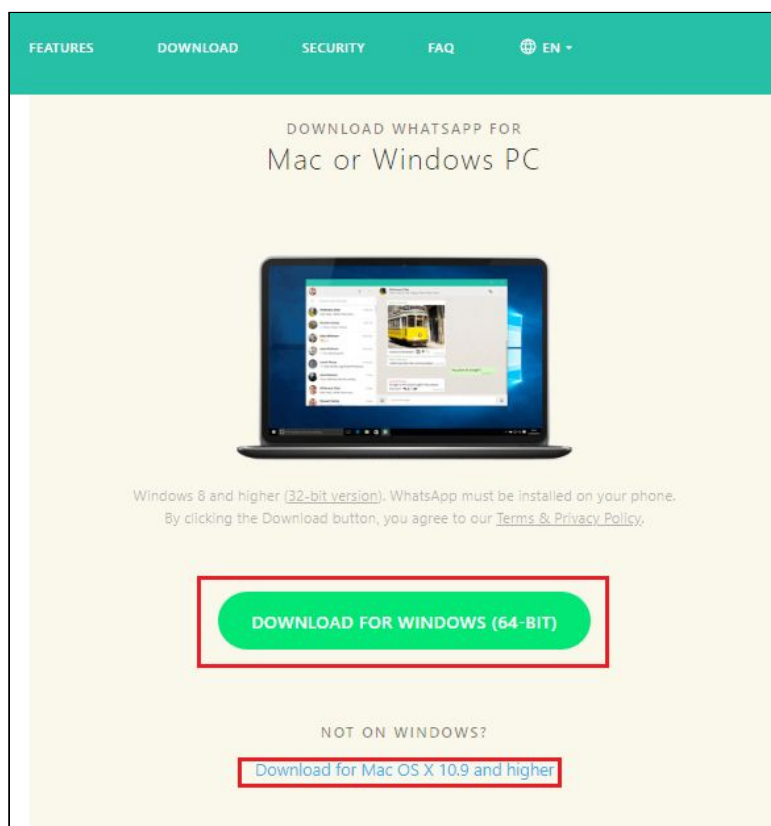 FEATURES DOWNLOAD SECURITY FAQ EN
DOWNLOAD WHATSAPP FOR
Mac or Windows PC
Windows 8 and higher (32-bit version). WhatsApp must be installed on your phone.
By clicking the Download button, you agree to our Terms & Privacy Policy.
DOWNLOAD FOR WINDOWS (64-BIT)
NOT ON WINDOWS?
Download for Mac OS X 10.9 and higher